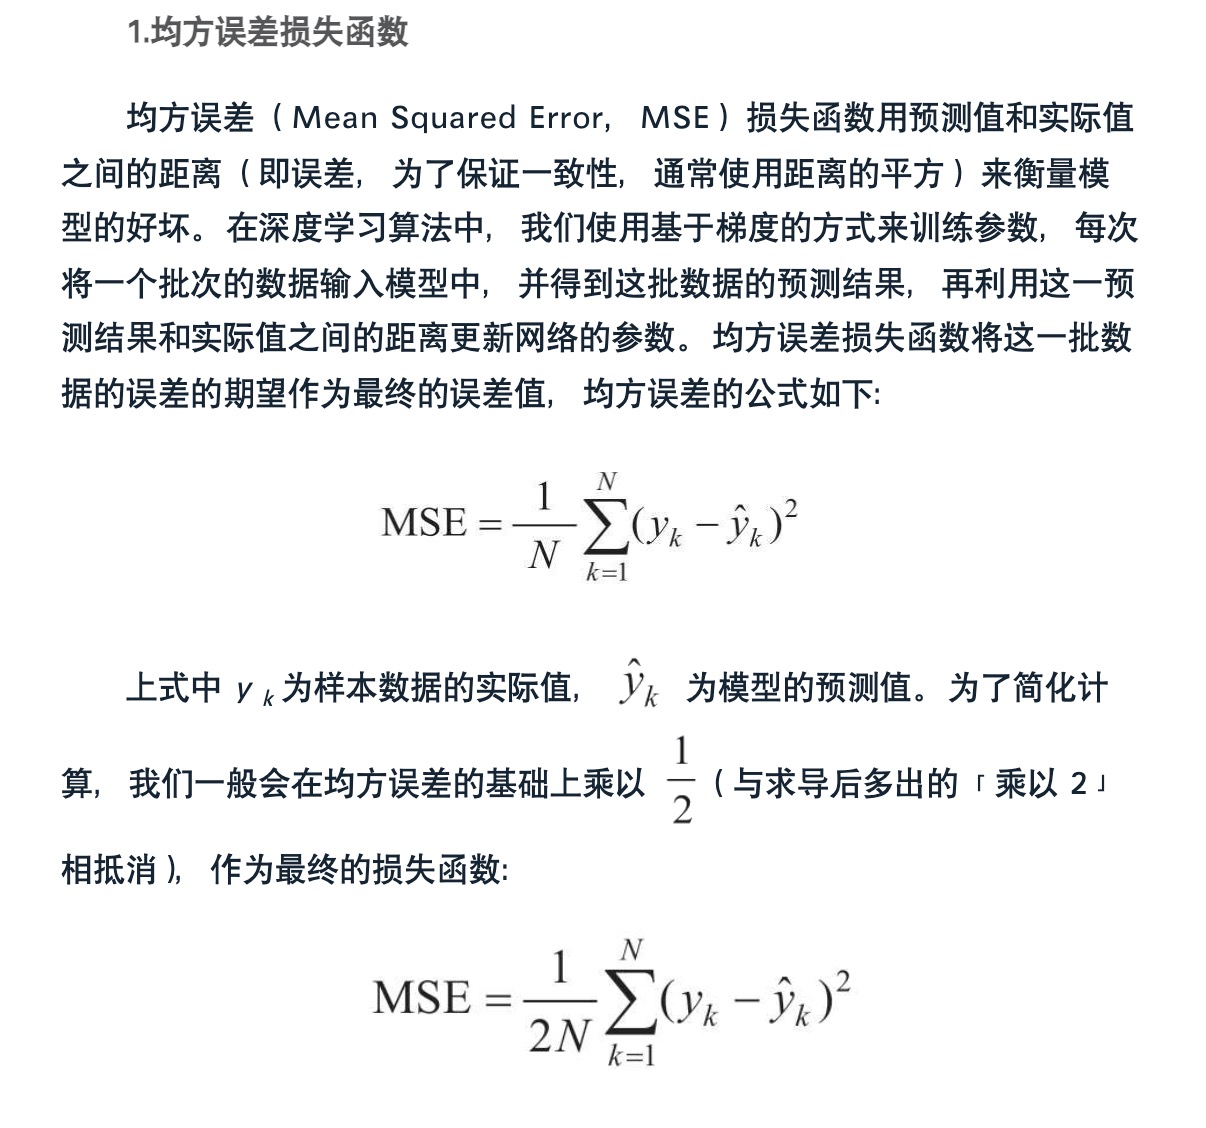 1.均方误差损失函数
均方误差（Mean Squared Error, MSE）损失函数用预测值和实际值
之间的距离（即误差, 为了保证一致性, 通常使用距离的平方）来衡量模
型的好坏。在深度学习算法中, 我们使用基于梯度的方式来训练参数, 每次
将一个批次的数据输入模型中, 并得到这批数据的预测结果, 再利用这一预
测结果和实际值之间的距离更新网络的参数。均方误差损失函数将这一批数
据的误差的期望作为最终的误差值, 均方误差的公式如下:
MSE = \frac{1}{N} \sum_{k=1}^{N} (y_k - \hat{y}_k)^2
上式中 y_k 为样本数据的实际值, \hat{y}_k 为模型的预测值。为了简化计
算, 我们一般会在均方误差的基础上乘以 \frac{1}{2}（与求导后多出的「乘以 2」
相抵消）, 作为最终的损失函数:
MSE = \frac{1}{2N} \sum_{k=1}^{N} (y_k - \hat{y}_k)^2